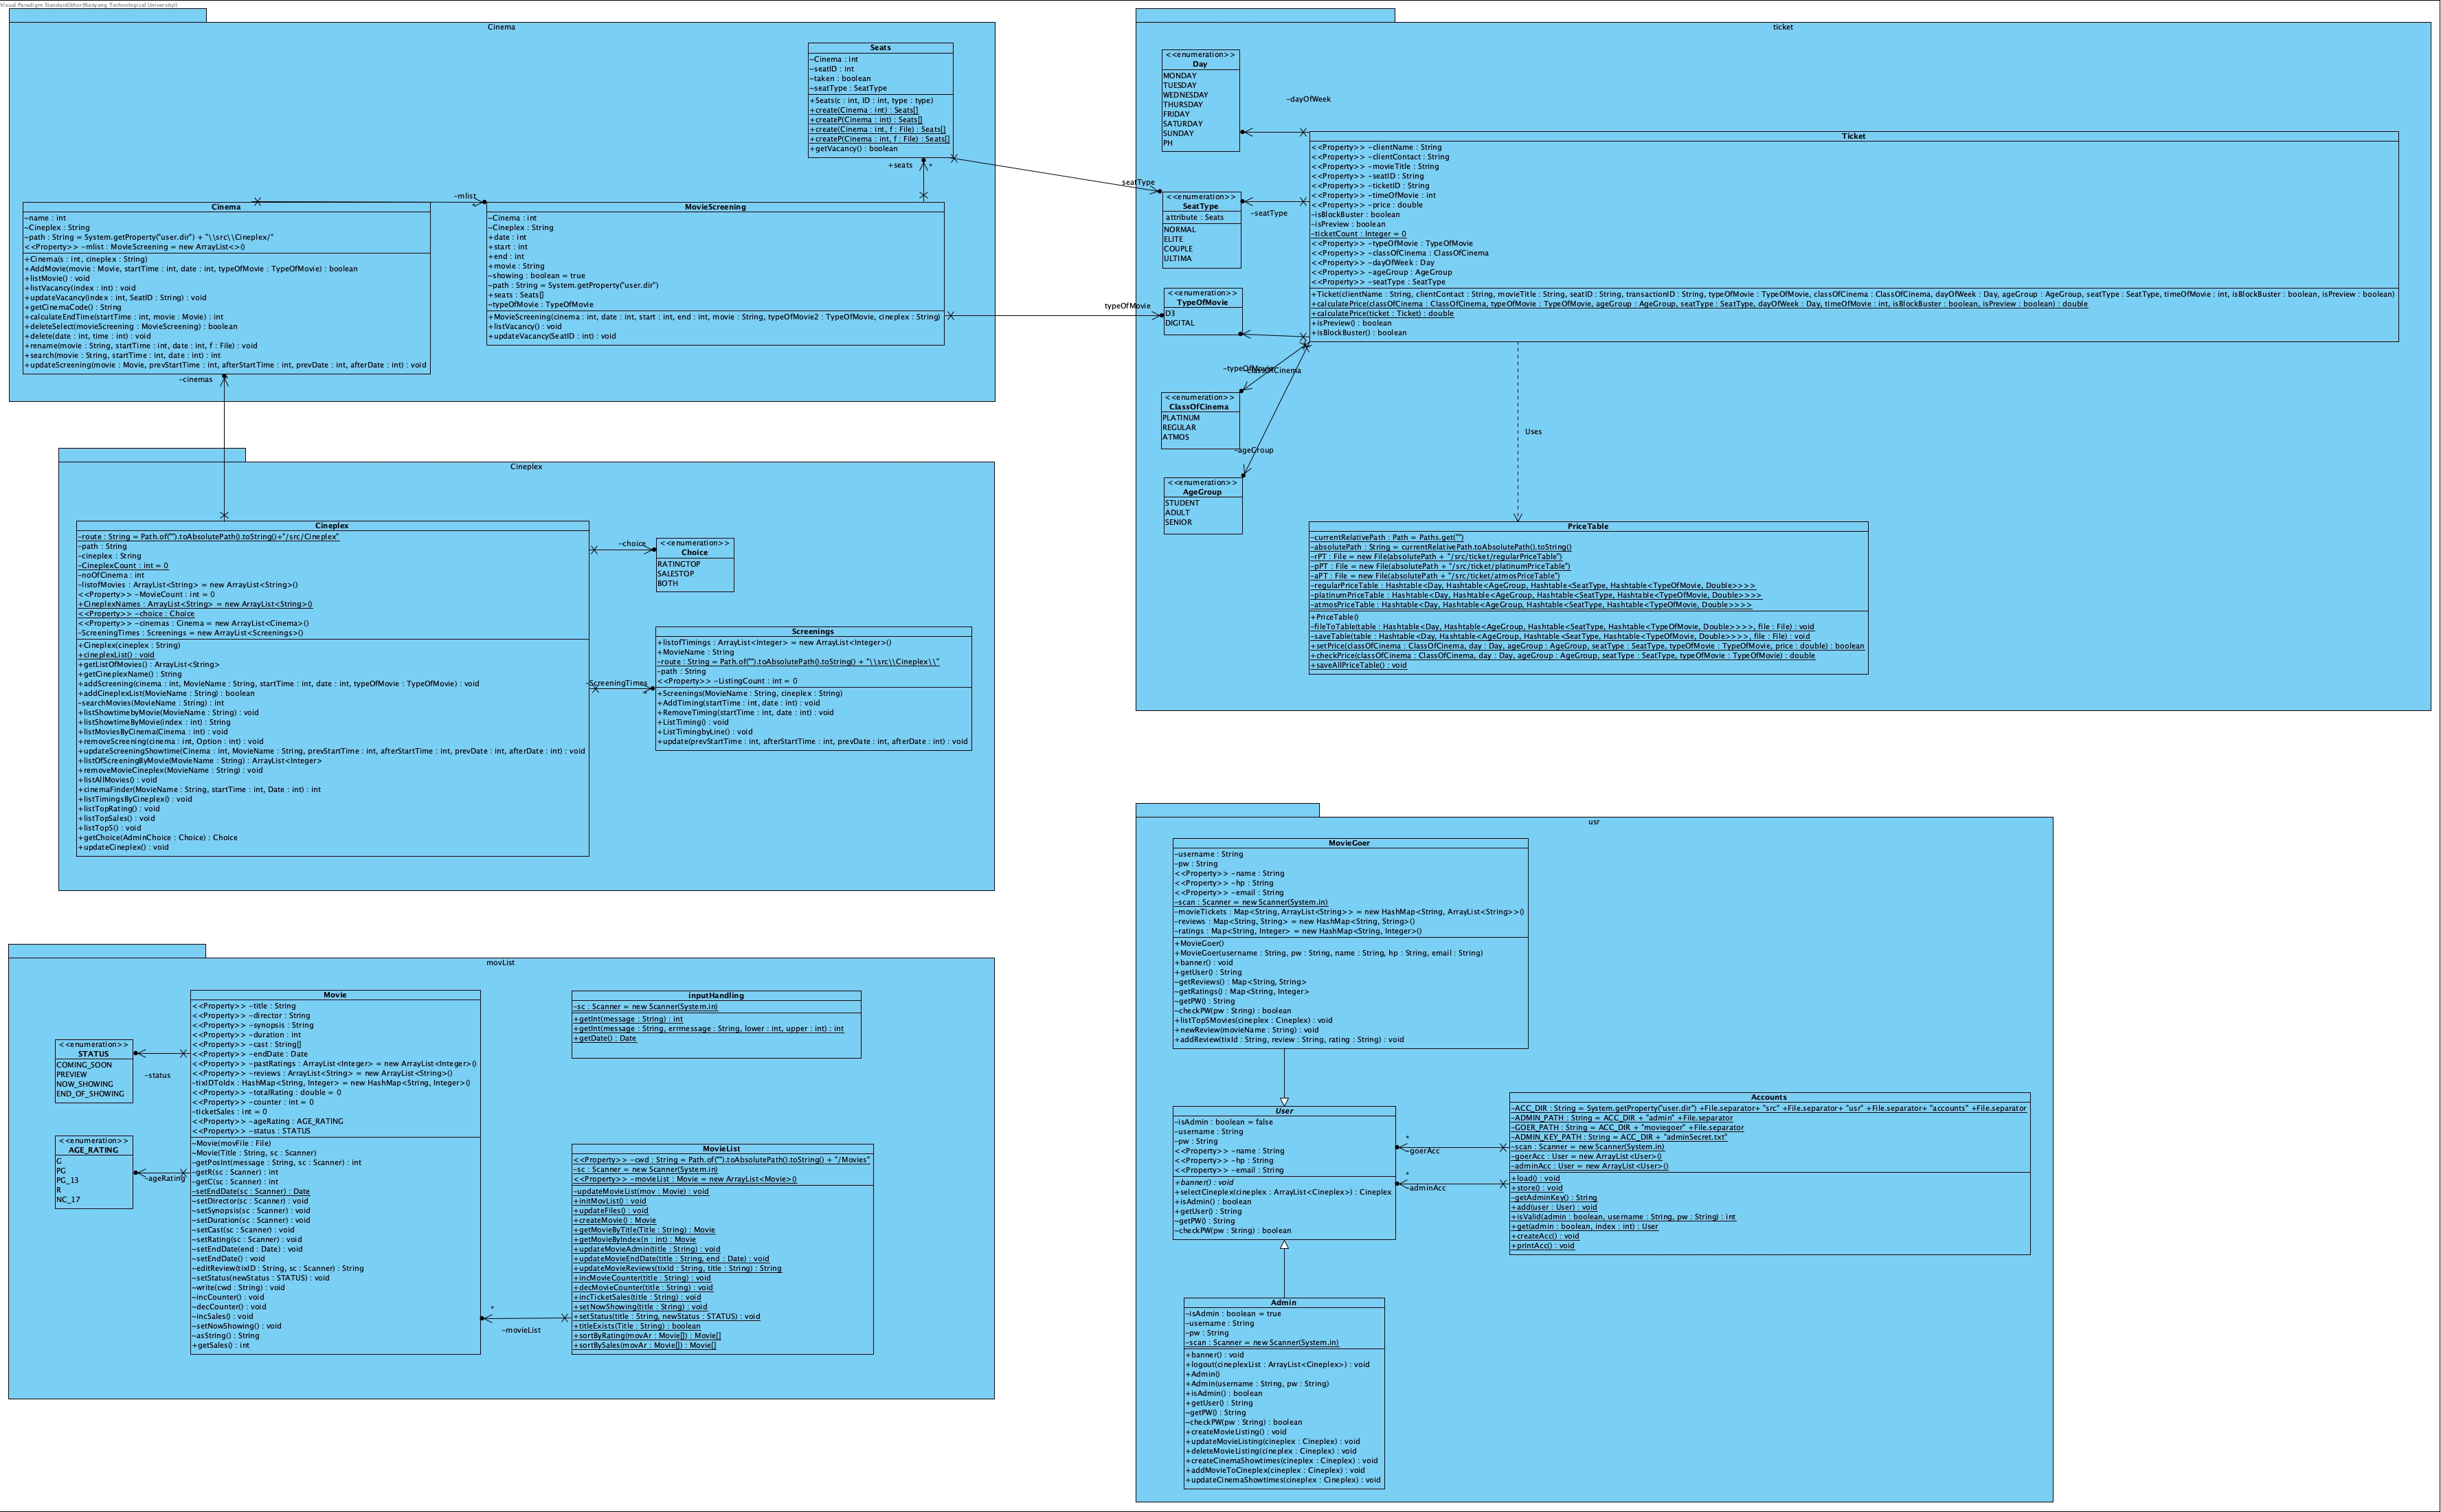 Visual Paradigm Standard(khor(Nanyang Technological University))
Cinema
Seats
~Cinema : int
~seatID : int
~taken : boolean
~seatType : SeatType
+Seats(c : int, ID : int, type : type)
+create(Cinema : int) : Seats[]
+createP(Cinema : int) : Seats[]
+create(Cinema : int, f : File) : Seats[]
+createP(Cinema : int, f : File) : Seats[]
+getVacancy() : boolean
+seats
*
-mlist
Cinema
~name : int
~Cineplex : String
~path : String = System.getProperty("user.dir") + "\\src\\Cineplex/"
<<Property>> -mlist : MovieScreening = new ArrayList<>()
+Cinema(s : int, cineplex : String)
+AddMovie(movie : Movie, startTime : int, date : int, typeOfMovie : TypeOfMovie) : boolean
+listMovie() : void
+listVacancy(index : int) : void
+updateVacancy(index : int, SeatID : String) : void
+getCinemaCode() : String
+calculateEndTime(startTime : int, movie : Movie) : int
+deleteSelect(movieScreening : MovieScreening) : boolean
+delete(date : int, time : int) : void
+rename(movie : String, startTime : int, date : int, f : File) : void
+search(movie : String, startTime : int, date : int) : int
+updateScreening(movie : Movie, prevStartTime : int, afterStartTime : int, prevDate : int, afterDate : int) : void
MovieScreening
~Cinema : int
~Cineplex : String
+date : int
+start : int
+end : int
+movie : String
~showing : boolean = true
~path : String = System.getProperty("user.dir")
+seats : Seats[]
~typeOfMovie : TypeOfMovie
+MovieScreening(cinema : int, date : int, start : int, end : int, movie : String, typeOfMovie2 : TypeOfMovie, cineplex : String)
+listVacancy() : void
+updateVacancy(SeatID : int) : void
-cinemas
Cineplex
Cineplex
-route : String = Path.of("").toAbsolutePath().toString()+"/src/Cineplex"
-path : String
-cineplex : String
-CineplexCount : int = 0
-noOfCinema : int
-listofMovies : ArrayList<String> = new ArrayList<String>()
<<Property>> -MovieCount : int = 0
+CineplexNames : ArrayList<String> = new ArrayList<String>()
<<Property>> -choice : Choice
<<Property>> -cinemas : Cinema = new ArrayList<Cinema>()
-ScreeningTimes : Screenings = new ArrayList<Screenings>()
+Cineplex(cineplex : String)
+cineplexList() : void
+getListOfMovies() : ArrayList<String>
+getCineplexName() : String
+addScreening(cinema : int, MovieName : String, startTime : int, date : int, typeOfMovie : TypeOfMovie) : void
+addCineplexList(MovieName : String) : boolean
-searchMovies(MovieName : String) : int
+listShowtimebyMovie(MovieName : String) : void
+listShowtimeByMovie(index : int) : String
+listMoviesByCinema(Cinema : int) : void
+removeScreening(cinema : int, Option : int) : void
+updateScreeningShowtime(Cinema : int, MovieName : String, prevStartTime : int, afterStartTime : int, prevDate : int, afterDate : int) : void
+listOfScreeningByMovie(MovieName : String) : ArrayList<Integer>
+removeMovieCineplex(MovieName : String) : void
+listAllMovies() : void
+cinemaFinder(MovieName : String, startTime : int, Date : int) : int
+listTimingsByCineplex() : void
+listTopRating() : void
+listTopSales() : void
+listTop5() : void
+getChoice(AdminChoice : Choice) : Choice
+updateCineplex() : void
-choice
<<enumeration>>
Choice
RATINGTOP
SALESTOP
BOTH
-ScreeningTimes
Screenings
+listofTimings : ArrayList<Integer> = new ArrayList<Integer>()
+MovieName : String
-route : String = Path.of("").toAbsolutePath().toString() + "\\src\\Cineplex\\"
-path : String
<<Property>> -ListingCount : int = 0
+Screenings(MovieName : String, cineplex : String)
+AddTiming(startTime : int, date : int) : void
+RemoveTiming(startTime : int, date : int) : void
+ListTiming() : void
+ListTimingbyLine() : void
+update(prevStartTime : int, afterStartTime : int, prevDate : int, afterDate : int) : void
movList
Movie
<<Property>> -title : String
<<Property>> -director : String
<<Property>> -synopsis : String
<<Property>> -duration : int
<<Property>> -cast : String[]
<<Property>> -endDate : Date
<<Property>> -pastRatings : ArrayList<Integer> = new ArrayList<Integer>()
<<Property>> -reviews : ArrayList<String> = new ArrayList<String>()
-tixIDToIdx : HashMap<String, Integer> = new HashMap<String, Integer>()
<<Property>> -totalRating : double = 0
<<Property>> -counter : int = 0
-ticketSales : int = 0
<<Property>> -ageRating : AGE_RATING
<<Property>> -status : STATUS
~Movie(movFile : File)
~Movie(Title : String, sc : Scanner)
-getPosInt(message : String, sc : Scanner) : int
-getR(sc : Scanner) : int
-getC(sc : Scanner) : int
-setEndDate(sc : Scanner) : Date
~setDirector(sc : Scanner) : void
~setSynopsis(sc : Scanner) : void
~setDuration(sc : Scanner) : void
~setCast(sc : Scanner) : void
~setRating(sc : Scanner) : void
~setEndDate(end : Date) : void
~setEndDate() : void
~editReview(tixID : String, sc : Scanner) : String
~setStatus(newStatus : STATUS) : void
~write(cwd : String) : void
~incCounter() : void
~decCounter() : void
~incSales() : void
~setNowShowing() : void
~asString() : String
+getSales() : int
<<enumeration>>
STATUS
COMING_SOON
PREVIEW
NOW_SHOWING
END_OF_SHOWING
-status
<<enumeration>>
AGE_RATING
G
PG
PG_13
R
NC_17
-ageRating
inputHandling
-sc : Scanner = new Scanner(System.in)
+getInt(message : String) : int
+getInt(message : String, errmessage : String, lower : int, upper : int) : int
+getDate() : Date
MovieList
<<Property>> -cwd : String = Path.of("").toAbsolutePath().toString() + "/Movies"
-sc : Scanner = new Scanner(System.in)
<<Property>> -movieList : Movie = new ArrayList<Movie>()
-updateMovieList(mov : Movie) : void
+initMovList() : void
+updateFiles() : void
+createMovie() : Movie
+getMovieByTitle(Title : String) : Movie
+getMovieByIndex(n : int) : Movie
+updateMovieAdmin(title : String) : void
+updateMovieEndDate(title : String, end : Date) : void
+updateMovieReviews(tixId : String, title : String) : String
+incMovieCounter(title : String) : void
+decMovieCounter(title : String) : void
+incTicketSales(title : String) : void
+setNowShowing(title : String) : void
+setStatus(title : String, newStatus : STATUS) : void
+titleExists(Title : String) : boolean
+sortByRating(movAr : Movie[]) : Movie[]
+sortBySales(movAr : Movie[]) : Movie[]
*
-movieList
ticket
<<enumeration>>
Day
MONDAY
TUESDAY
WEDNESDAY
THURSDAY
FRIDAY
SATURDAY
SUNDAY
PH
-dayOfWeek
seatType
<<enumeration>>
SeatType
attribute : Seats
NORMAL
ELITE
COUPLE
ULTIMA
-seatType
typeOfMovie
<<enumeration>>
TypeOfMovie
D3
DIGITAL
-typeOfMovie
-classOfCinema
<<enumeration>>
ClassOfCinema
PLATINUM
REGULAR
ATMOS
-ageGroup
<<enumeration>>
AgeGroup
STUDENT
ADULT
SENIOR
Ticket
<<Property>> -clientName : String
<<Property>> -clientContact : String
<<Property>> -movieTitle : String
<<Property>> -seatID : String
<<Property>> -ticketID : String
<<Property>> -timeOfMovie : int
<<Property>> -price : double
-isBlockBuster : boolean
-isPreview : boolean
-ticketCount : Integer = 0
<<Property>> -typeOfMovie : TypeOfMovie
<<Property>> -classOfCinema : ClassOfCinema
<<Property>> -dayOfWeek : Day
<<Property>> -ageGroup : AgeGroup
<<Property>> -seatType : SeatType
+Ticket(clientName : String, clientContact : String, movieTitle : String, seatID : String, transactionID : String, typeOfMovie : TypeOfMovie, classOfCinema : ClassOfCinema, dayOfWeek : Day, ageGroup : AgeGroup, seatType : SeatType, timeOfMovie : int, isBlockBuster : boolean, isPreview : boolean)
+calculatePrice(classOfCinema : ClassOfCinema, typeOfMovie : TypeOfMovie, ageGroup : AgeGroup, seatType : SeatType, dayOfWeek : Day, timeOfMovie : int, isBlockBuster : boolean, isPreview : boolean) : double
+calculatePrice(ticket : Ticket) : double
+isPreview() : boolean
+isBlockBuster() : boolean
Uses
PriceTable
-currentRelativePath : Path = Paths.get("")
-absolutePath : String = currentRelativePath.toAbsolutePath().toString()
-rPT : File = new File(absolutePath + "/src/ticket/regularPriceTable")
-pPT : File = new File(absolutePath + "/src/ticket/platinumPriceTable")
-aPT : File = new File(absolutePath + "/src/ticket/atmosPriceTable")
-regularPriceTable : Hashtable<Day, Hashtable<AgeGroup, Hashtable<SeatType, Hashtable<TypeOfMovie, Double>>>>
-platinumPriceTable : Hashtable<Day, Hashtable<AgeGroup, Hashtable<SeatType, Hashtable<TypeOfMovie, Double>>>>
-atmosPriceTable : Hashtable<Day, Hashtable<AgeGroup, Hashtable<SeatType, Hashtable<TypeOfMovie, Double>>>>
+PriceTable()
-fileToTable(table : Hashtable<Day, Hashtable<AgeGroup, Hashtable<SeatType, Hashtable<TypeOfMovie, Double>>>>, file : File) : void
-saveTable(table : Hashtable<Day, Hashtable<AgeGroup, Hashtable<SeatType, Hashtable<TypeOfMovie, Double>>>>, file : File) : void
+setPrice(classOfCinema : ClassOfCinema, day : Day, ageGroup : AgeGroup, seatType : SeatType, typeOfMovie : TypeOfMovie, price : double) : boolean
+checkPrice(classOfCinema : ClassOfCinema, day : Day, ageGroup : AgeGroup, seatType : SeatType, typeOfMovie : TypeOfMovie) : double
+saveAllPriceTable() : void
usr
MovieGoer
-username : String
-pw : String
<<Property>> -name : String
<<Property>> -hp : String
<<Property>> -email : String
-scan : Scanner = new Scanner(System.in)
-movieTickets : Map<String, ArrayList<String>> = new HashMap<String, ArrayList<String>>()
-reviews : Map<String, String> = new HashMap<String, String>()
-ratings : Map<String, Integer> = new HashMap<String, Integer>()
+MovieGoer()
+MovieGoer(username : String, pw : String, name : String, hp : String, email : String)
+banner() : void
+getUser() : String
~getReviews() : Map<String, String>
~getRatings() : Map<String, Integer>
~getPW() : String
~checkPW(pw : String) : boolean
+listTop5Movies(cineplex : Cineplex) : void
+newReview(movieName : String) : void
+addReview(tixId : String, review : String, rating : String) : void
User
-isAdmin : boolean = false
-username : String
-pw : String
<<Property>> -name : String
<<Property>> -hp : String
<<Property>> -email : String
+banner() : void
+selectCineplex(cineplex : ArrayList<Cineplex>) : Cineplex
+isAdmin() : boolean
+getUser() : String
~getPW() : String
~checkPW(pw : String) : boolean
*
-goerAcc
*
-adminAcc
Accounts
-ACC_DIR : String = System.getProperty("user.dir") +File.separator+ "src" +File.separator+ "usr" +File.separator+ "accounts" +File.separator
-ADMIN_PATH : String = ACC_DIR + "admin" +File.separator
-GOER_PATH : String = ACC_DIR + "moviegoer" +File.separator
-ADMIN_KEY_PATH : String = ACC_DIR + "adminSecret.txt"
-scan : Scanner = new Scanner(System.in)
-goerAcc : User = new ArrayList<User>()
-adminAcc : User = new ArrayList<User>()
+load() : void
+store() : void
-getAdminKey() : String
+add(user : User) : void
+isValid(admin : boolean, username : String, pw : String) : int
+get(admin : boolean, index : int) : User
+createAcc() : void
+printAcc() : void
Admin
-isAdmin : boolean = true
-username : String
-pw : String
-scan : Scanner = new Scanner(System.in)
+banner() : void
+logout(cineplexList : ArrayList<Cineplex>) : void
+Admin()
+Admin(username : String, pw : String)
+isAdmin() : boolean
+getUser() : String
~getPW() : String
~checkPW(pw : String) : boolean
+createMovieListing() : void
+updateMovieListing(cineplex : Cineplex) : void
+deleteMovieListing(cineplex : Cineplex) : void
+createCinemaShowtimes(cineplex : Cineplex) : void
+addMovieToCineplex(cineplex : Cineplex) : void
+updateCinemaShowtimes(cineplex : Cineplex) : void